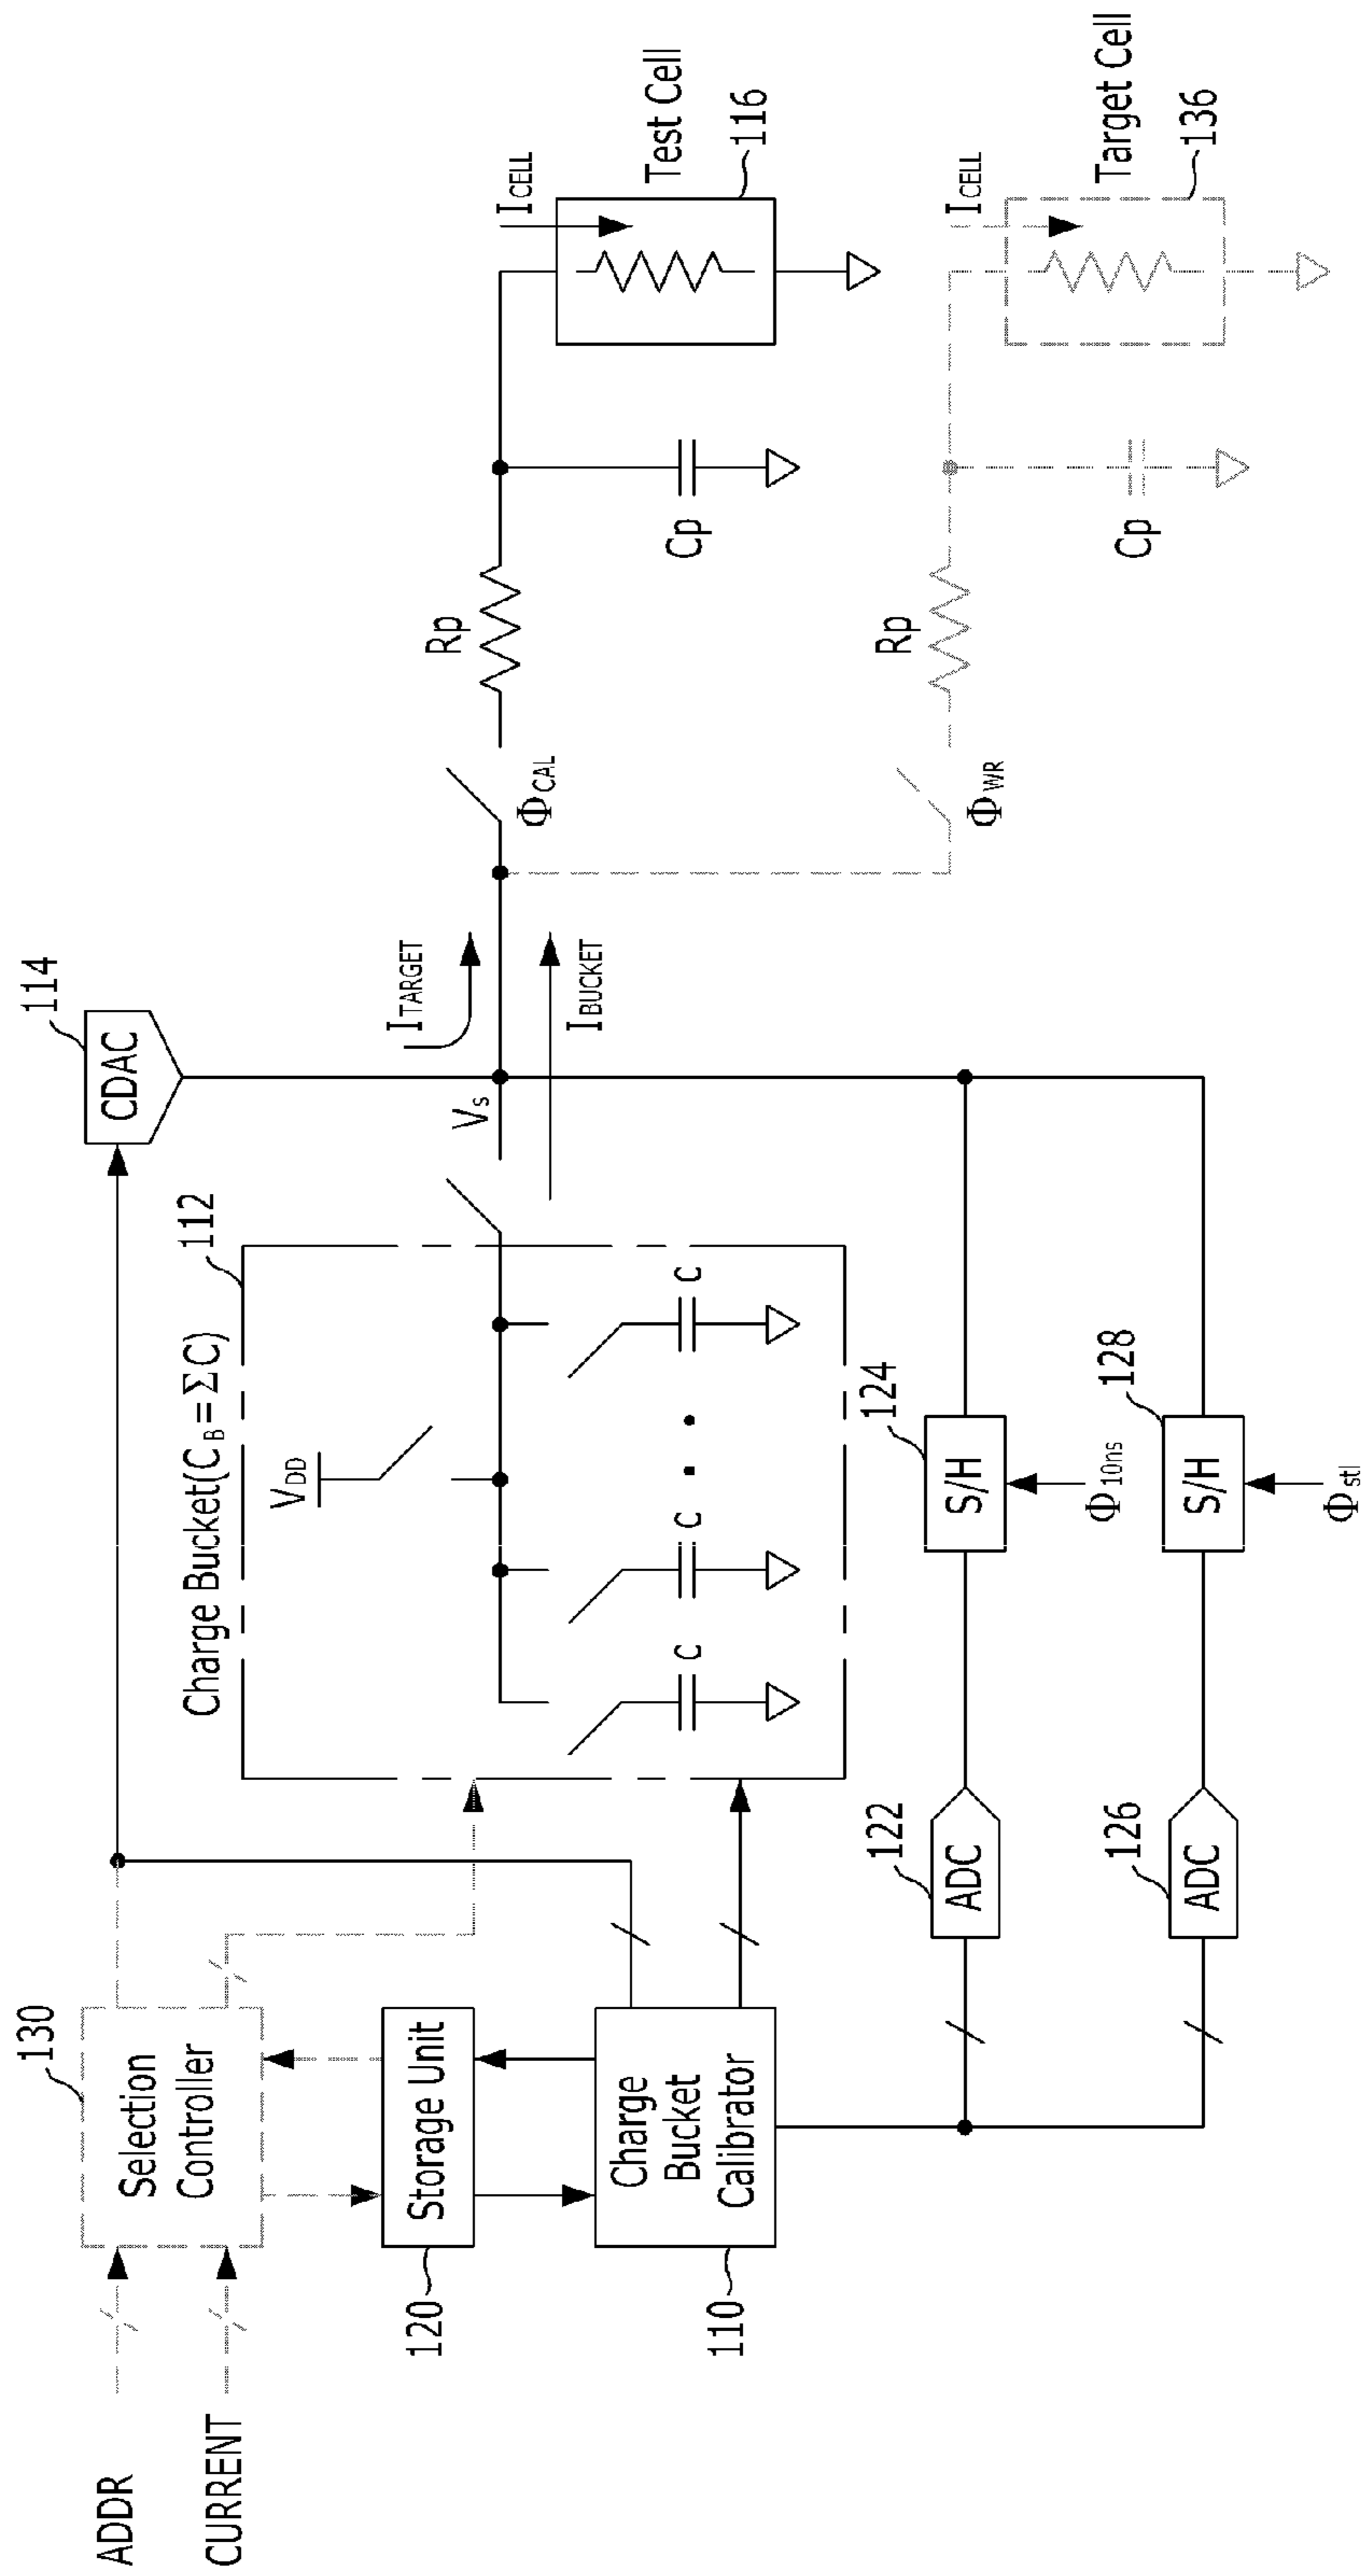 ADDR
CURRENT
130
Selection
Controller
120
Storage Unit
110
Charge
Bucket
Calibrator
114
CDAC
112
Charge Bucket(C_B=ΣC)
V_DD
C
C
C
V_S
I_TARGET
I_BUCKET
122
ADC
124
S/H
Φ_10ns
126
ADC
128
S/H
Φ_stl
Φ_CAL
Rp
Cp
I_CELL
Test Cell
116
Φ_WR
Rp
Cp
I_CELL
Target Cell
136